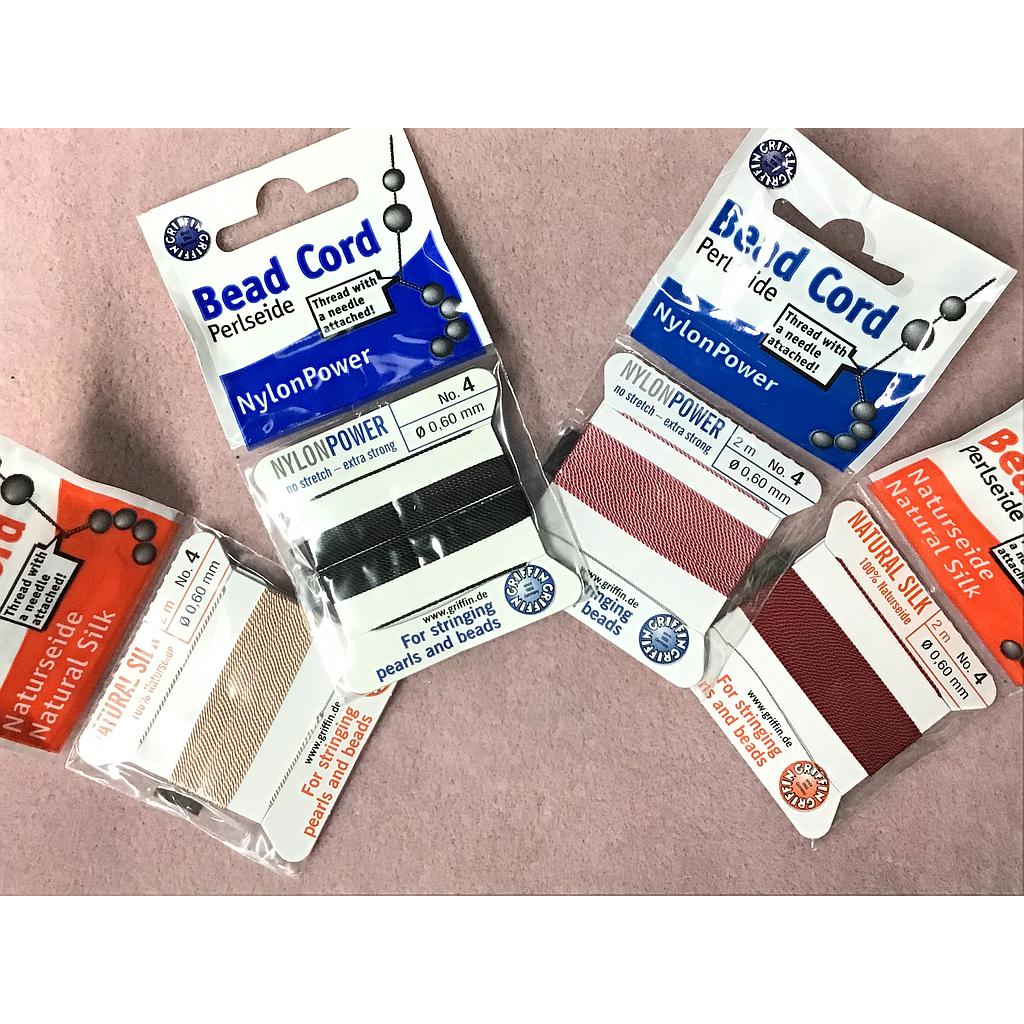 GRIFFIN
Bead Cord
Perlseide
Thread with
a needle
attached!
NylonPower
NYLONPOWER
no stretch – extra strong
No. 4
Ø 0,60 mm
www.griffin.de
For stringing
pearls and beads
GRIFFIN
GRIFFIN
Bead Cord
Perlseide
Thread with
a needle
attached!
NylonPower
NYLONPOWER
no stretch – extra strong
2 m No. 4
Ø 0,60 mm
www.griffin.de
beads
GRIFFIN
Thread with
a needle
attached!
Naturseide
Natural Silk
NATURAL SILK
100% Naturseide
2 m No. 4
Ø 0,60 mm
www.griffin.de
For stringing
pearls and beads
Perlseide
Naturseide
Natural Silk
NATURAL SILK
100% Naturseide
2 m No. 4
Ø 0,60 mm
www.griffin.de
For stringing
and beads
GRIFFIN